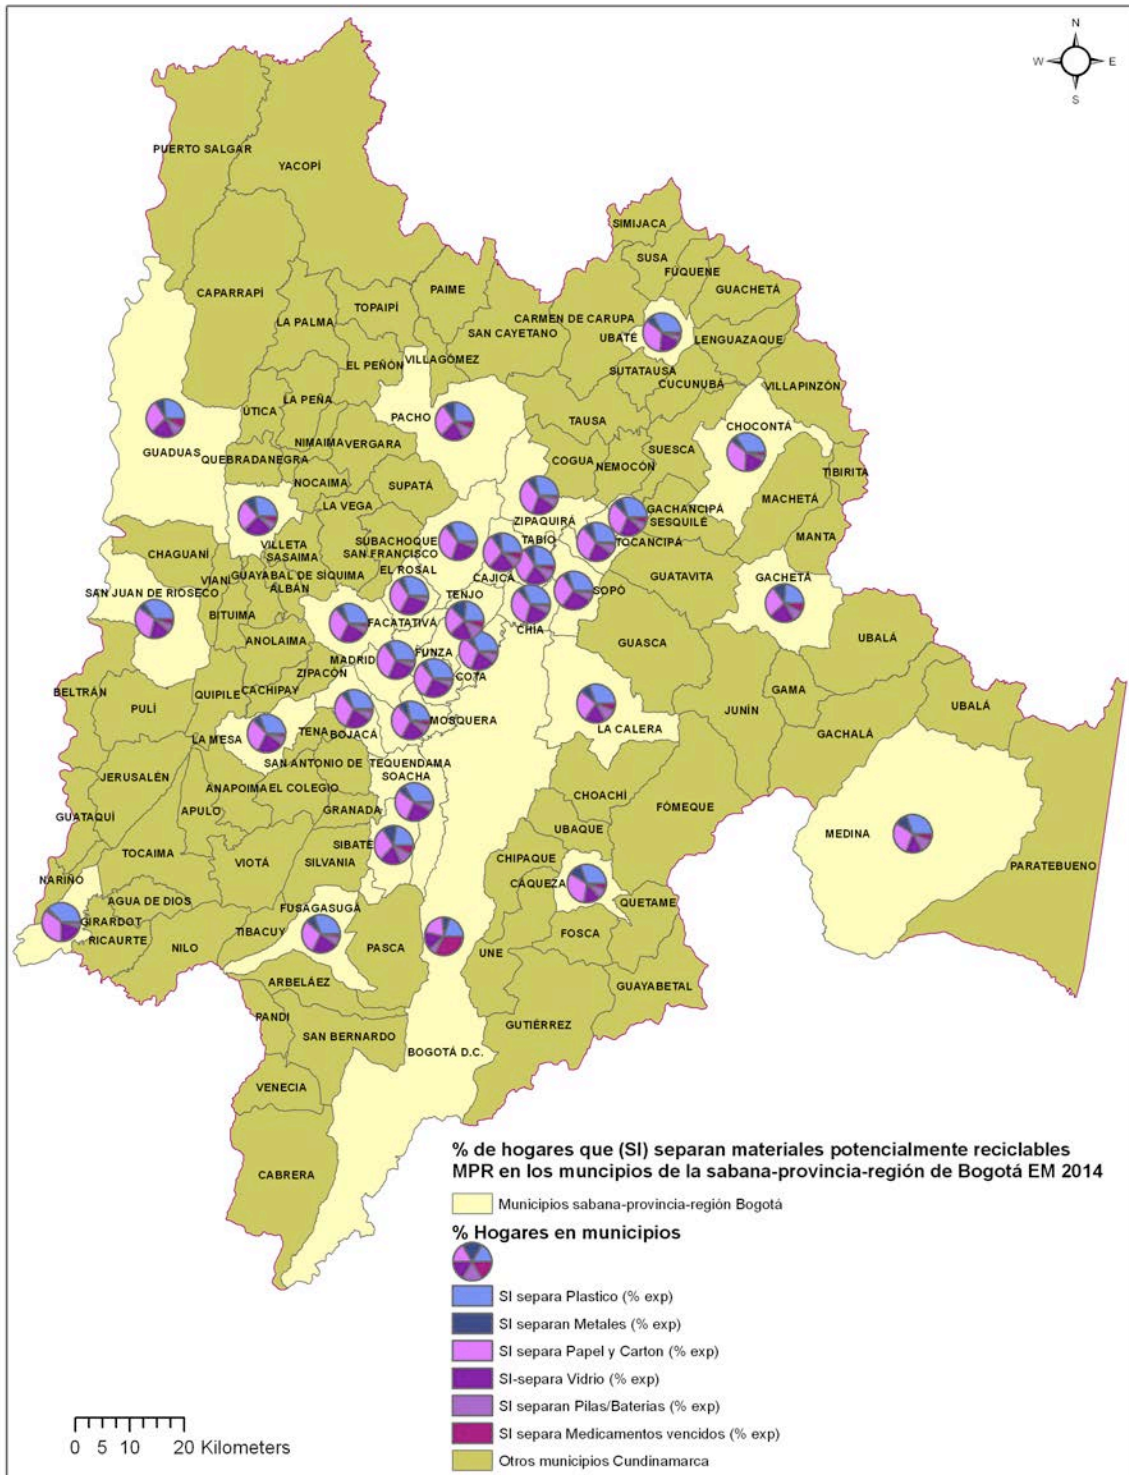 N
W E
S
PUERTO SALGAR
YACOPÍ
SIMIJACA
SUSA
FUQUENE
GUACHETÁ
CAPARRAPÍ
PAIME
TOPAIPÍ
LA PALMA
CARMEN DE CARUPA
SAN CAYETANO
UBATÉ
LENGUAZAQUE
VILLAGÓMEZ
EL PEÑÓN
SUTATAUSA
CUCUNUBÁ
VILLAPINZÓN
LA PEÑA
ÚTICA
PACHO
TAUSA
CHOCONTÁ
GUADUAS
NIMAIMA
VERGARA
QUEBRADANEGRA
COGUA
NEMOCÓN
SUESCA
TIBIRITA
NOCAIMA
SUPATÁ
MACHETÁ
LA VEGA
GACHANCIPÁ
SESQUILÉ
ZIPAQUIRÁ
MANTA
VILLETA
SASAIMA
SUBACHOQUE
SAN FRANCISCO
TABIO
TOCANCIPÁ
CHAGUANÍ
VIANÍ
GUAYABAL DE SÍQUIMA
ALBÁN
EL ROSAL
CAJICÁ
GUATAVITA
GACHETÁ
SAN JUAN DE RIOSECO
TENJO
SOPÓ
BITUIMA
FACATATIVÁ
CHÍA
ANOLAIMA
GUASCA
UBALÁ
MADRID
FUNZA
ZIPACÓN
COTA
BELTRÁN
QUIPILE
CACHIPAY
GAMA
PULÍ
JUNÍN
UBALÁ
MOSQUERA
LA CALERA
TENA
BOJACÁ
LA MESA
GACHALÁ
SAN ANTONIO DE TEQUENDAMA
SOACHA
JERUSALÉN
ANAPOIMA
EL COLEGIO
CHOACHÍ
FÓMEQUE
GUATAQUÍ
APULO
GRANADA
UBAQUE
MEDINA
TOCAIMA
SIBATÉ
VIOTÁ
SILVANIA
CHIPAQUE
PARATEBUENO
NARIÑO
CÁQUEZA
AGUA DE DIOS
FUSAGASUGÁ
QUETAME
GIRARDOT
RICAURTE
TIBACUY
NILO
PASCA
UNE
FOSCA
ARBELÁEZ
GUAYABETAL
PANDI
GUTIÉRREZ
SAN BERNARDO
BOGOTÁ D.C.
VENECIA
CABRERA
% de hogares que (SI) separan materiales potencialmente reciclables
MPR en los muncipios de la sabana-provincia-región de Bogotá EM 2014
Municipios sabana-provincia-región Bogotá
% Hogares en municipios
SI separa Plastico (% exp)
SI separan Metales (% exp)
SI separa Papel y Carton (% exp)
SI-separa Vidrio (% exp)
SI separan Pilas/Baterias (% exp)
SI separa Medicamentos vencidos (% exp)
Otros municipios Cundinamarca
0 5 10 20 Kilometers